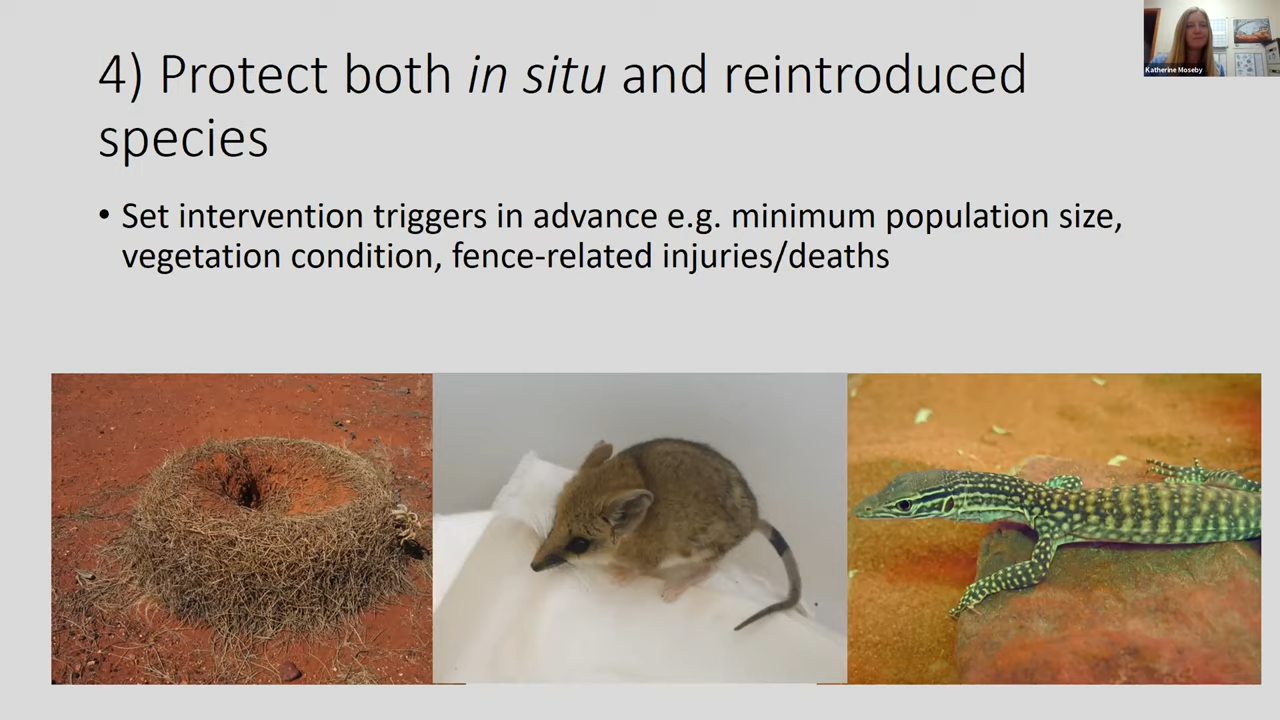 4) Protect both in situ and reintroduced
species
• Set intervention triggers in advance e.g. minimum population size,
vegetation condition, fence-related injuries/deaths
Katherine Moseby